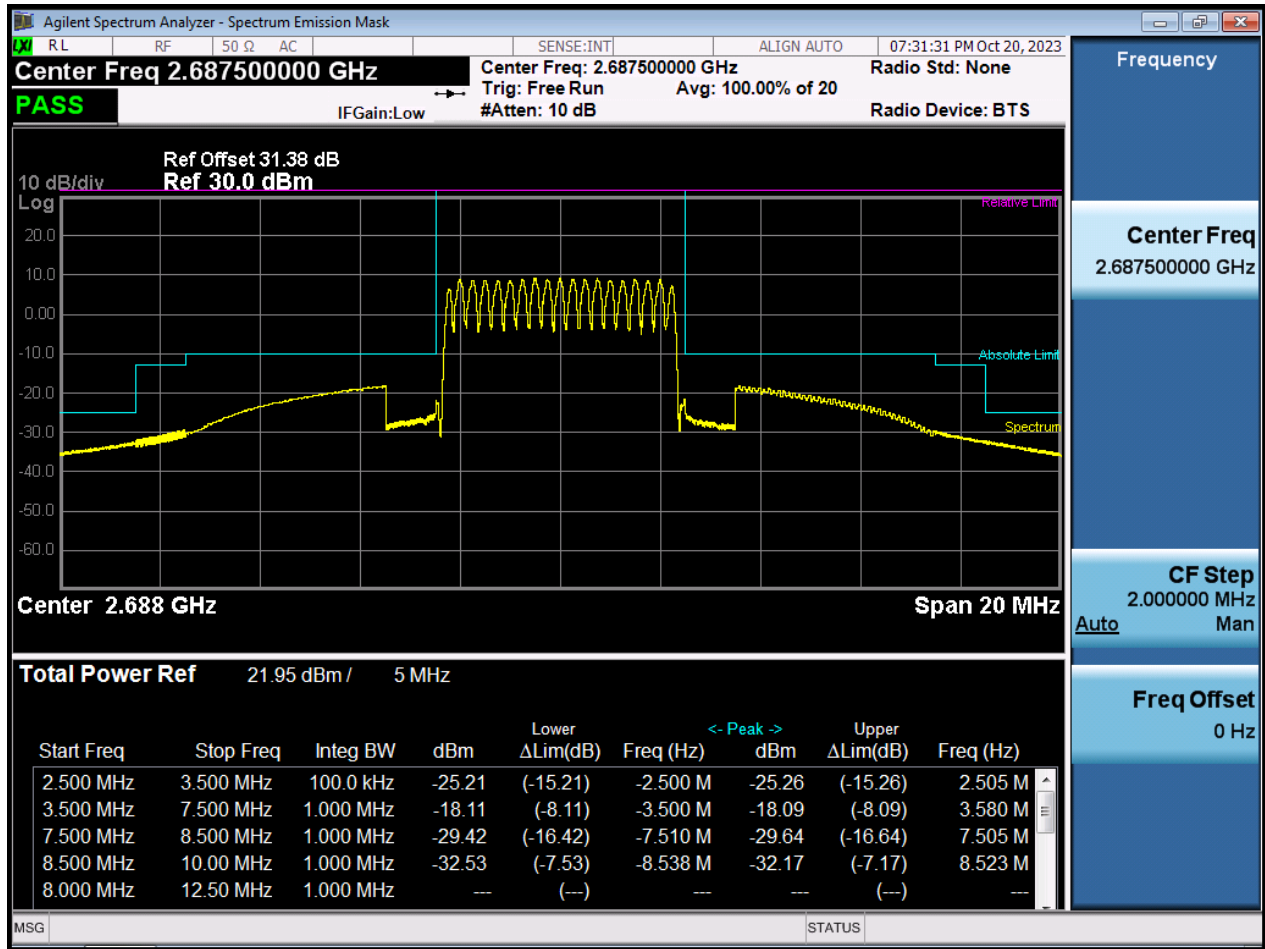 Agilent Spectrum Analyzer - Spectrum Emission Mask
LXI RL RF 50 Ω AC SENSE:INT ALIGN AUTO 07:31:31 PM Oct 20, 2023
Center Freq 2.687500000 GHz
Center Freq: 2.687500000 GHz
Radio Std: None
Trig: Free Run Avg: 100.00% of 20
PASS
IFGain:Low
#Atten: 10 dB
Radio Device: BTS
Ref Offset 31.38 dB
10 dB/div Ref 30.0 dBm
Log
Relative Limit
20.0
10.0
0.00
-10.0
Absolute Limit
-20.0
-30.0
Spectrum
-40.0
-50.0
-60.0
Center 2.688 GHz Span 20 MHz
Total Power Ref 21.95 dBm / 5 MHz
Lower <- Peak -> Upper
Start Freq Stop Freq Integ BW dBm ΔLim(dB) Freq (Hz) dBm ΔLim(dB) Freq (Hz)
2.500 MHz 3.500 MHz 100.0 kHz -25.21 (-15.21) -2.500 M -25.26 (-15.26) 2.505 M
3.500 MHz 7.500 MHz 1.000 MHz -18.11 (-8.11) -3.500 M -18.09 (-8.09) 3.580 M
7.500 MHz 8.500 MHz 1.000 MHz -29.42 (-16.42) -7.510 M -29.64 (-16.64) 7.505 M
8.500 MHz 10.00 MHz 1.000 MHz -32.53 (-7.53) -8.538 M -32.17 (-7.17) 8.523 M
8.000 MHz 12.50 MHz 1.000 MHz --- (---) --- --- (---) ---
MSG STATUS
Frequency
Center Freq
2.687500000 GHz
CF Step
2.000000 MHz
Auto Man
Freq Offset
0 Hz